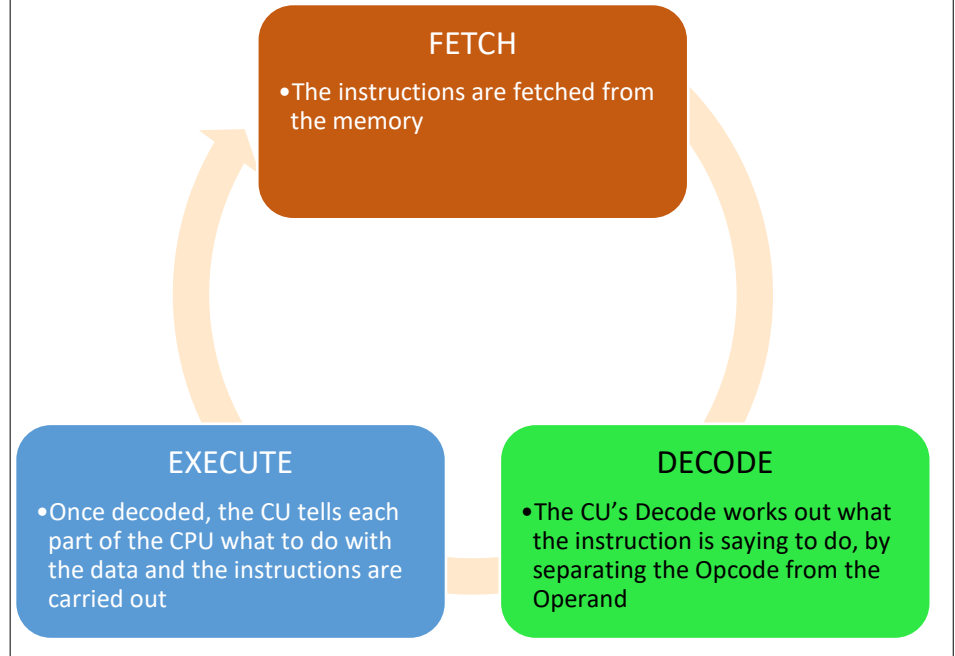 FETCH
•The instructions are fetched from
the memory
EXECUTE
•Once decoded, the CU tells each
part of the CPU what to do with
the data and the instructions are
carried out
DECODE
•The CU’s Decode works out what
the instruction is saying to do, by
separating the Opcode from the
Operand